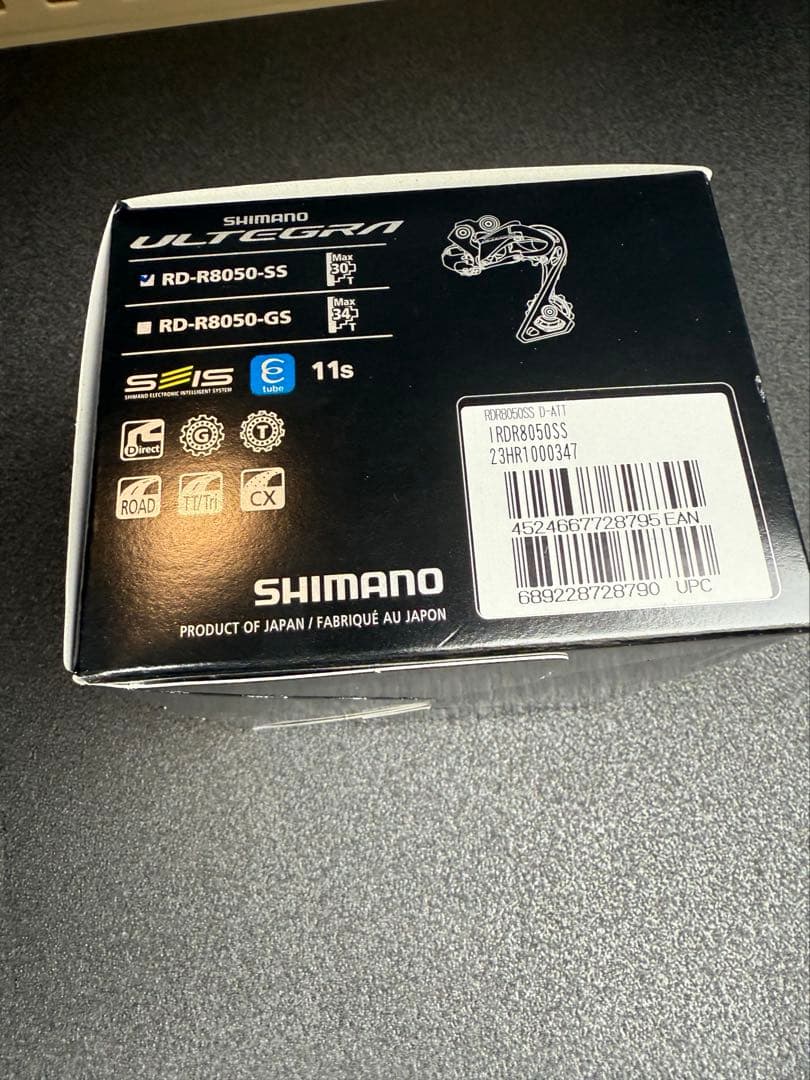 SHIMANO
ULTEGRA
RD-R8050-SS Max 30T
RD-R8050-GS Max 34T
SEIS e tube 11s
SHIMANO ELECTRONIC INTELLIGENT SYSTEM
Direct G T
ROAD TT/Tri CX
SHIMANO
PRODUCT OF JAPAN / FABRIQUÉ AU JAPON
RDR8050SS D-ATT
IRDR8050SS
23HR1000347
4524667728795 EAN
689228728790 UPC